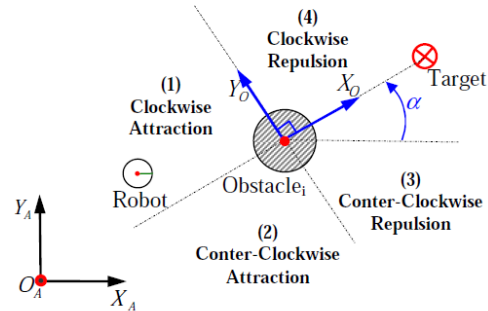 (4)
Clockwise
Repulsion
Target
X_O
Y_O
α
(1)
Clockwise
Attraction
Robot
Obstacle_i
(3)
Conter-Clockwise
Repulsion
(2)
Conter-Clockwise
Attraction
Y_A
O_A
X_A